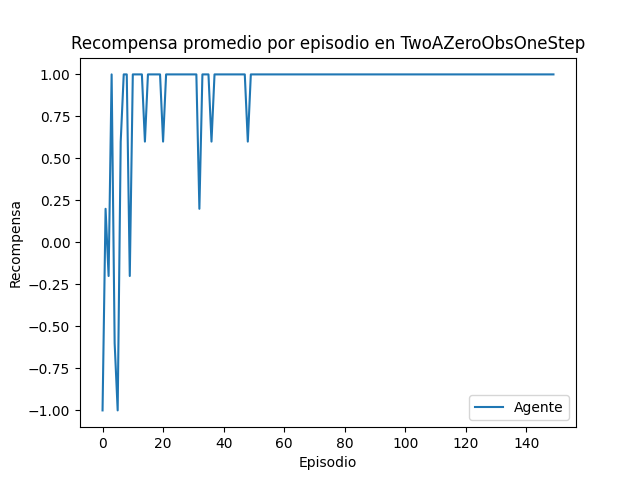 Recompensa promedio por episodio en TwoAZeroObsOneStep
1.00
0.75
0.50
0.25
0.00
−0.25
−0.50
−0.75
−1.00
Recompensa
0 20 40 60 80 100 120 140
Episodio
Agente